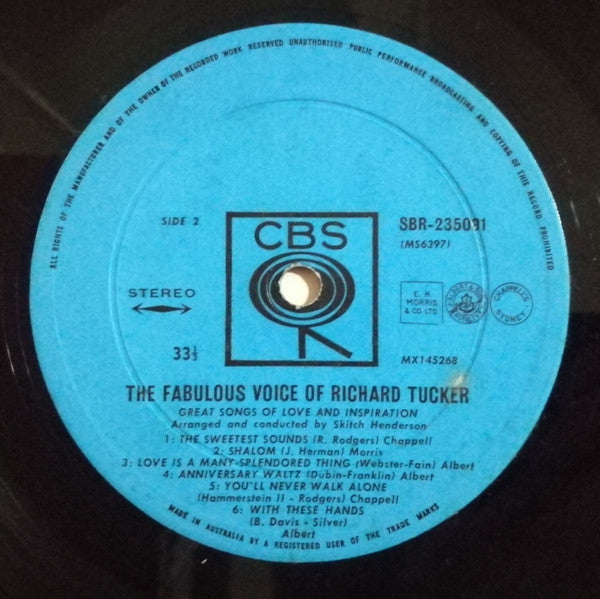 ALL RIGHTS OF THE MANUFACTURER AND OF THE OWNER OF THE RECORDED WORK RESERVED UNAUTHORISED PUBLIC PERFORMANCE BROADCASTING AND COPYING OF THIS RECORD PROHIBITED.
SIDE 2
CBS
SBR-235091
(MS6397)
STEREO
E. H.
MORRIS
& CO LTD
CHAPPELL'S
SYDNEY
33⅓
MX145268
THE FABULOUS VOICE OF RICHARD TUCKER
GREAT SONGS OF LOVE AND INSPIRATION
Arranged and conducted by Skitch Henderson
1: THE SWEETEST SOUNDS (R. Rodgers) Chappell
2: SHALOM (J. Herman) Morris
3: LOVE IS A MANY-SPLENDORED THING (Webster-Fain) Albert
4: ANNIVERSARY WALTZ (Dubin-Franklin) Albert
5: YOU'LL NEVER WALK ALONE
(Hammerstein II - Rodgers) Chappell
6: WITH THESE HANDS
(B. Davis - Silver)
Albert
MADE IN AUSTRALIA BY A REGISTERED USER OF THE TRADE MARKS